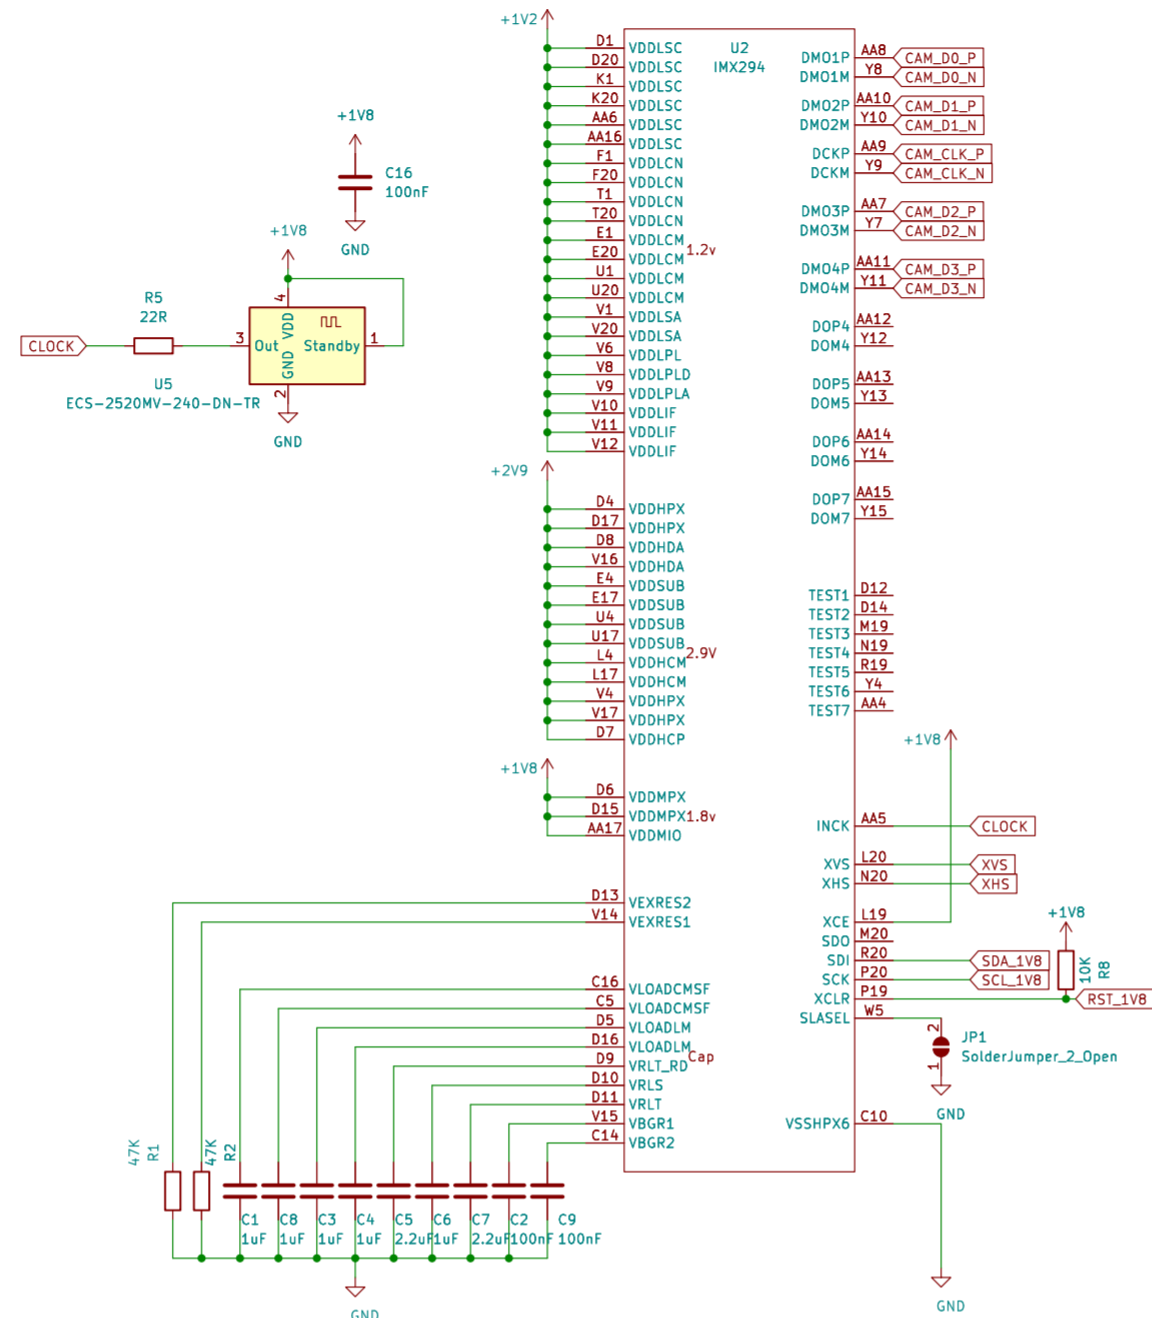 +1V2
D1 VDDLSC
D20 VDDLSC
K1 VDDLSC
K20 VDDLSC
AA6 VDDLSC
AA16 VDDLSC
F1 VDDLCN
F20 VDDLCN
T1 VDDLCN
T20 VDDLCN
E1 VDDLCM
E20 VDDLCM
1.2v
U1 VDDLCM
U20 VDDLCM
V1 VDDLSA
V20 VDDLSA
V6 VDDLPL
V8 VDDLPLD
V9 VDDLPLA
V10 VDDLIF
V11 VDDLIF
V12 VDDLIF
+2V9
D4 VDDHPX
D17 VDDHPX
D8 VDDHDA
V16 VDDHDA
E4 VDDSUB
E17 VDDSUB
U4 VDDSUB
U17 VDDSUB
2.9V
L4 VDDHCM
L17 VDDHCM
V4 VDDHPX
V17 VDDHPX
D7 VDDHCP
+1V8
D6 VDDMPX
D15 VDDMPX
1.8v
AA17 VDDMIO
D13 VEXRES2
V14 VEXRES1
C16 VLOADCMSF
C5 VLOADCMSF
D5 VLOADLM
D16 VLOADLM
Cap
D9 VRLT_RD
D10 VRLS
D11 VRLT
V15 VBGR1
C14 VBGR2
U2
IMX294
DMO1P AA8 CAM_D0_P
DMO1M Y8 CAM_D0_N
DMO2P AA10 CAM_D1_P
DMO2M Y10 CAM_D1_N
DCKP AA9 CAM_CLK_P
DCKM Y9 CAM_CLK_N
DMO3P AA7 CAM_D2_P
DMO3M Y7 CAM_D2_N
DMO4P AA11 CAM_D3_P
DMO4M Y11 CAM_D3_N
DOP4 AA12
DOM4 Y12
DOP5 AA13
DOM5 Y13
DOP6 AA14
DOM6 Y14
DOP7 AA15
DOM7 Y15
TEST1 D12
TEST2 D14
TEST3 M19
TEST4 N19
TEST5 R19
TEST6 Y4
TEST7 AA4
+1V8
INCK AA5 CLOCK
XVS L20 XVS
XHS N20 XHS
XCE L19
SDO M20
SDI R20 SDA_1V8
SCK P20 SCL_1V8
XCLR P19 RST_1V8
SLASEL W5
+1V8
10K
R8
2
1
JP1
SolderJumper_2_Open
GND
VSSHPX6 C10
GND
+1V8
C16
100nF
GND
+1V8
R5
22R
CLOCK
4
3 Out
VDD
GND
Standby 1
2
U5
ECS-2520MV-240-DN-TR
GND
47K
R1
47K
R2
C1
1uF
C8
1uF
C3
1uF
C4
1uF
C5
2.2uF
C6
1uF
C7
2.2uF
C2
100nF
C9
100nF
GND